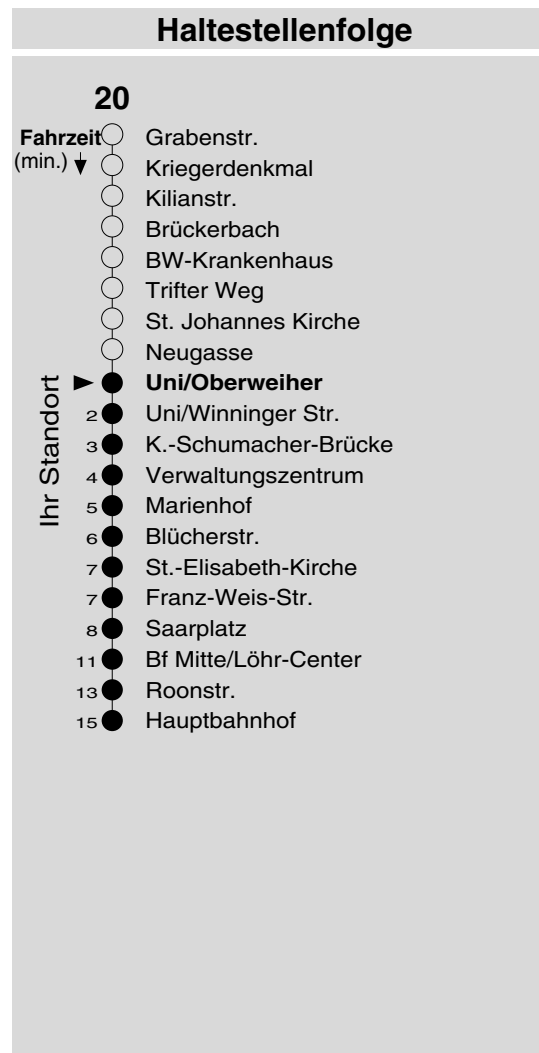 Haltestellenfolge
20
Fahrzeit
(min.)
Grabenstr.
Kriegerdenkmal
Kilianstr.
Brückerbach
BW-Krankenhaus
Trifter Weg
St. Johannes Kirche
Neugasse
Ihr Standort
Uni/Oberweiher
2 Uni/Winninger Str.
3 K.-Schumacher-Brücke
4 Verwaltungszentrum
5 Marienhof
6 Blücherstr.
7 St.-Elisabeth-Kirche
7 Franz-Weis-Str.
8 Saarplatz
11 Bf Mitte/Löhr-Center
13 Roonstr.
15 Hauptbahnhof